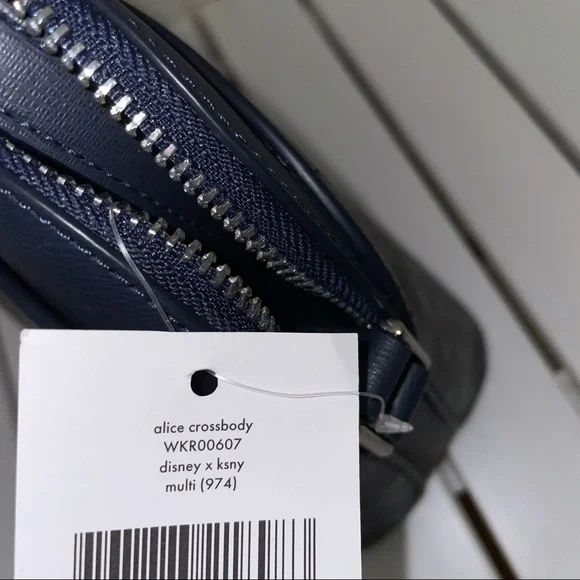 alice crossbody
WKR00607
disney x ksny
multi (974)